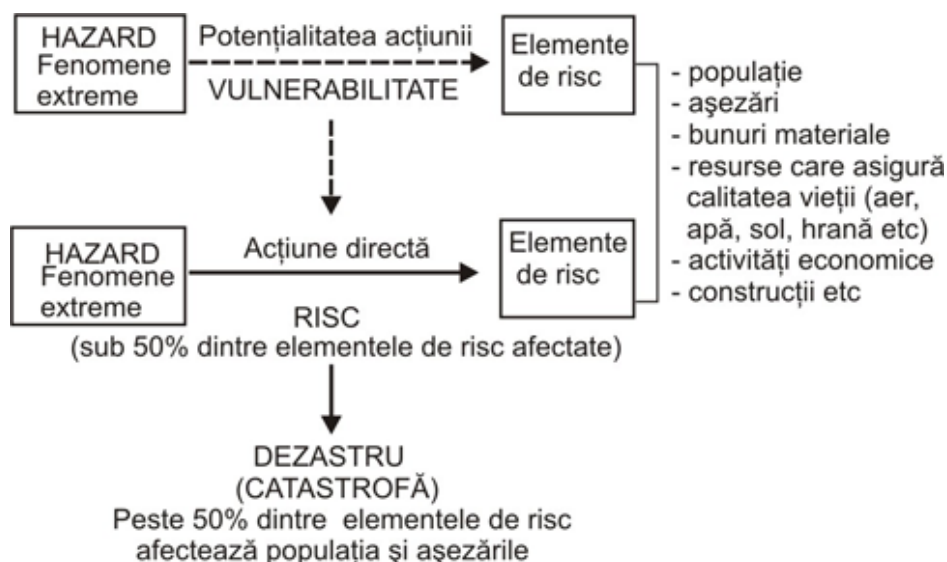 HAZARD
Fenomene
extreme
Potențialitatea acțiunii
VULNERABILITATE
Elemente
de risc
- populație
- așezări
- bunuri materiale
- resurse care asigură
calitatea vieții (aer,
apă, sol, hrană etc)
- activități economice
- construcții etc
HAZARD
Fenomene
extreme
Acțiune directă
Elemente
de risc
RISC
(sub 50% dintre elementele de risc afectate)
DEZASTRU
(CATASTROFĂ)
Peste 50% dintre elementele de risc
afectează populația și așezările